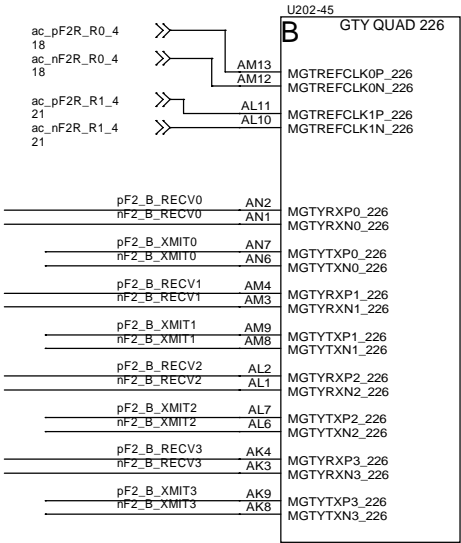 U202-45
B GTY QUAD 226
ac_pF2R_R0_4
18
ac_nF2R_R0_4
18
AM13 MGTREFCLK0P_226
AM12 MGTREFCLK0N_226
ac_pF2R_R1_4
21
ac_nF2R_R1_4
21
AL11 MGTREFCLK1P_226
AL10 MGTREFCLK1N_226
pF2_B_RECV0 AN2 MGTYRXP0_226
nF2_B_RECV0 AN1 MGTYRXN0_226
pF2_B_XMIT0 AN7 MGTYTXP0_226
nF2_B_XMIT0 AN6 MGTYTXN0_226
pF2_B_RECV1 AM4 MGTYRXP1_226
nF2_B_RECV1 AM3 MGTYRXN1_226
pF2_B_XMIT1 AM9 MGTYTXP1_226
nF2_B_XMIT1 AM8 MGTYTXN1_226
pF2_B_RECV2 AL2 MGTYRXP2_226
nF2_B_RECV2 AL1 MGTYRXN2_226
pF2_B_XMIT2 AL7 MGTYTXP2_226
nF2_B_XMIT2 AL6 MGTYTXN2_226
pF2_B_RECV3 AK4 MGTYRXP3_226
nF2_B_RECV3 AK3 MGTYRXN3_226
pF2_B_XMIT3 AK9 MGTYTXP3_226
nF2_B_XMIT3 AK8 MGTYTXN3_226